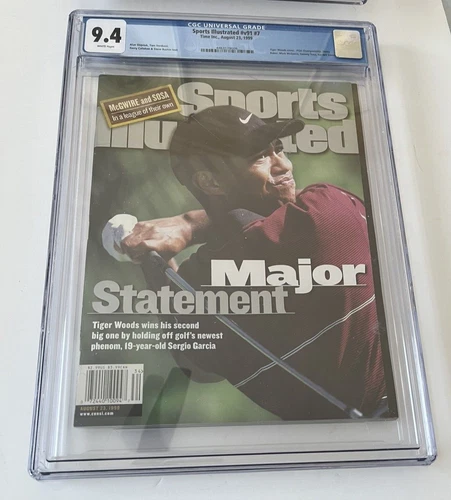 CGC UNIVERSAL GRADE
9.4
WHITE Pages
Sports Illustrated #v91 #7
Time Inc., August 23, 1999
McGWIRE and SOSA
In a league of their own
Sports
Illustrated
Major
Statement
Tiger Woods wins his second
big one by holding off golf's newest
phenom, 19-year-old Sergio Garcia
AUGUST 23, 1999
www.cnnsi.com